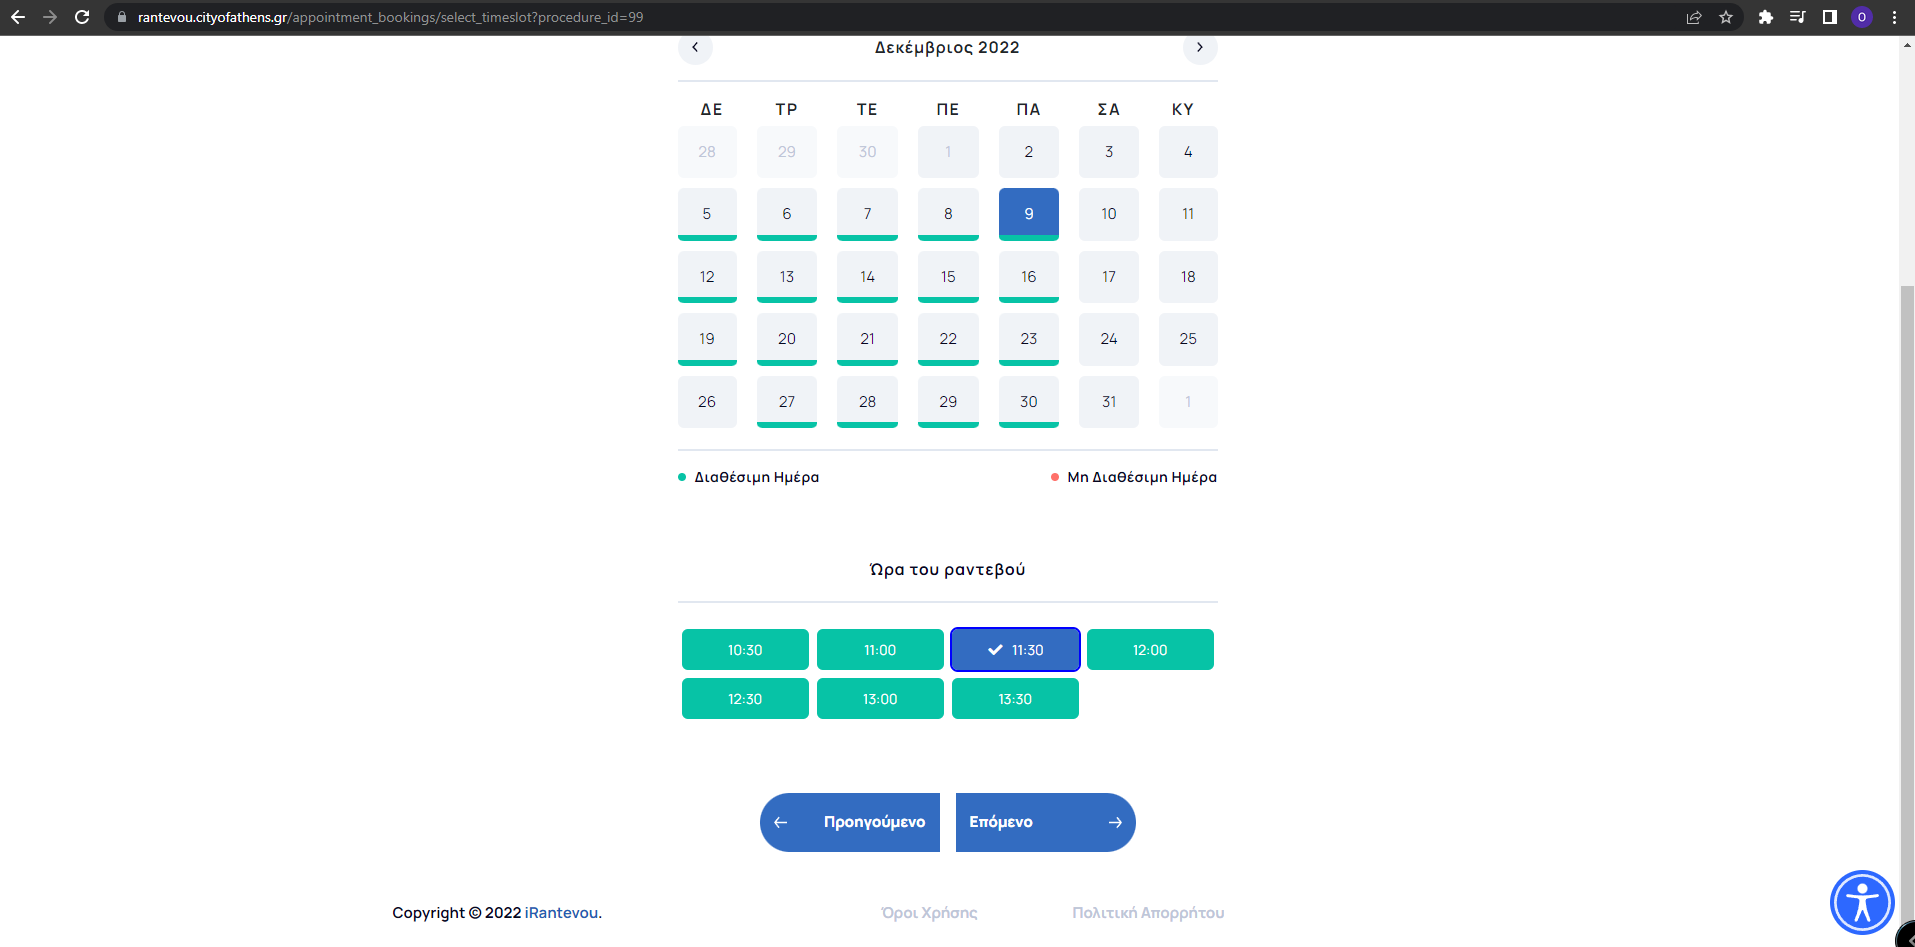 rantevou.cityofathens.gr/appointment_bookings/select_timeslot?procedure_id=99
O
Δεκέμβριος 2022
ΔΕ ΤΡ ΤΕ ΠΕ ΠΑ ΣΑ ΚΥ
28 29 30 1 2 3 4
5 6 7 8 9 10 11
12 13 14 15 16 17 18
19 20 21 22 23 24 25
26 27 28 29 30 31 1
Διαθέσιμη Ημέρα Μη Διαθέσιμη Ημέρα
Ώρα του ραντεβού
10:30 11:00 11:30 12:00
12:30 13:00 13:30
Προηγούμενο Επόμενο
Copyright © 2022 iRantevou. Όροι Χρήσης Πολιτική Απορρήτου